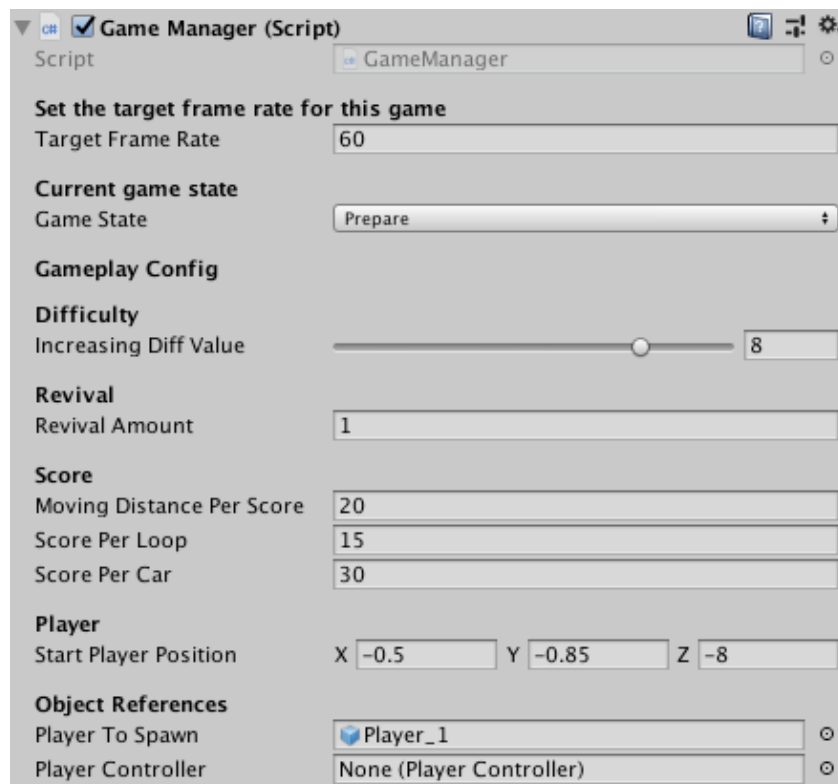 Game Manager (Script)
Script GameManager
Set the target frame rate for this game
Target Frame Rate 60
Current game state
Game State Prepare
Gameplay Config
Difficulty
Increasing Diff Value 8
Revival
Revival Amount 1
Score
Moving Distance Per Score 20
Score Per Loop 15
Score Per Car 30
Player
Start Player Position X -0.5 Y -0.85 Z -8
Object References
Player To Spawn Player_1
Player Controller None (Player Controller)